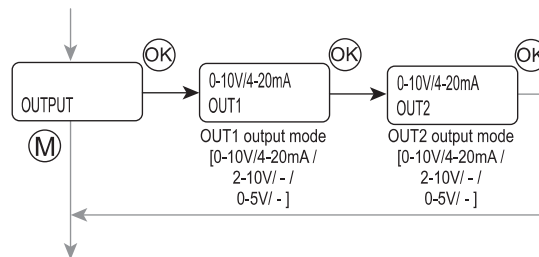 OK
OK
OK
0-10V/4-20mA
OUT1
0-10V/4-20mA
OUT2
OUTPUT
M
OUT1 output mode
[0-10V/4-20mA /
2-10V/ - /
0-5V/ - ]
OUT2 output mode
[0-10V/4-20mA /
2-10V/ - /
0-5V/ - ]